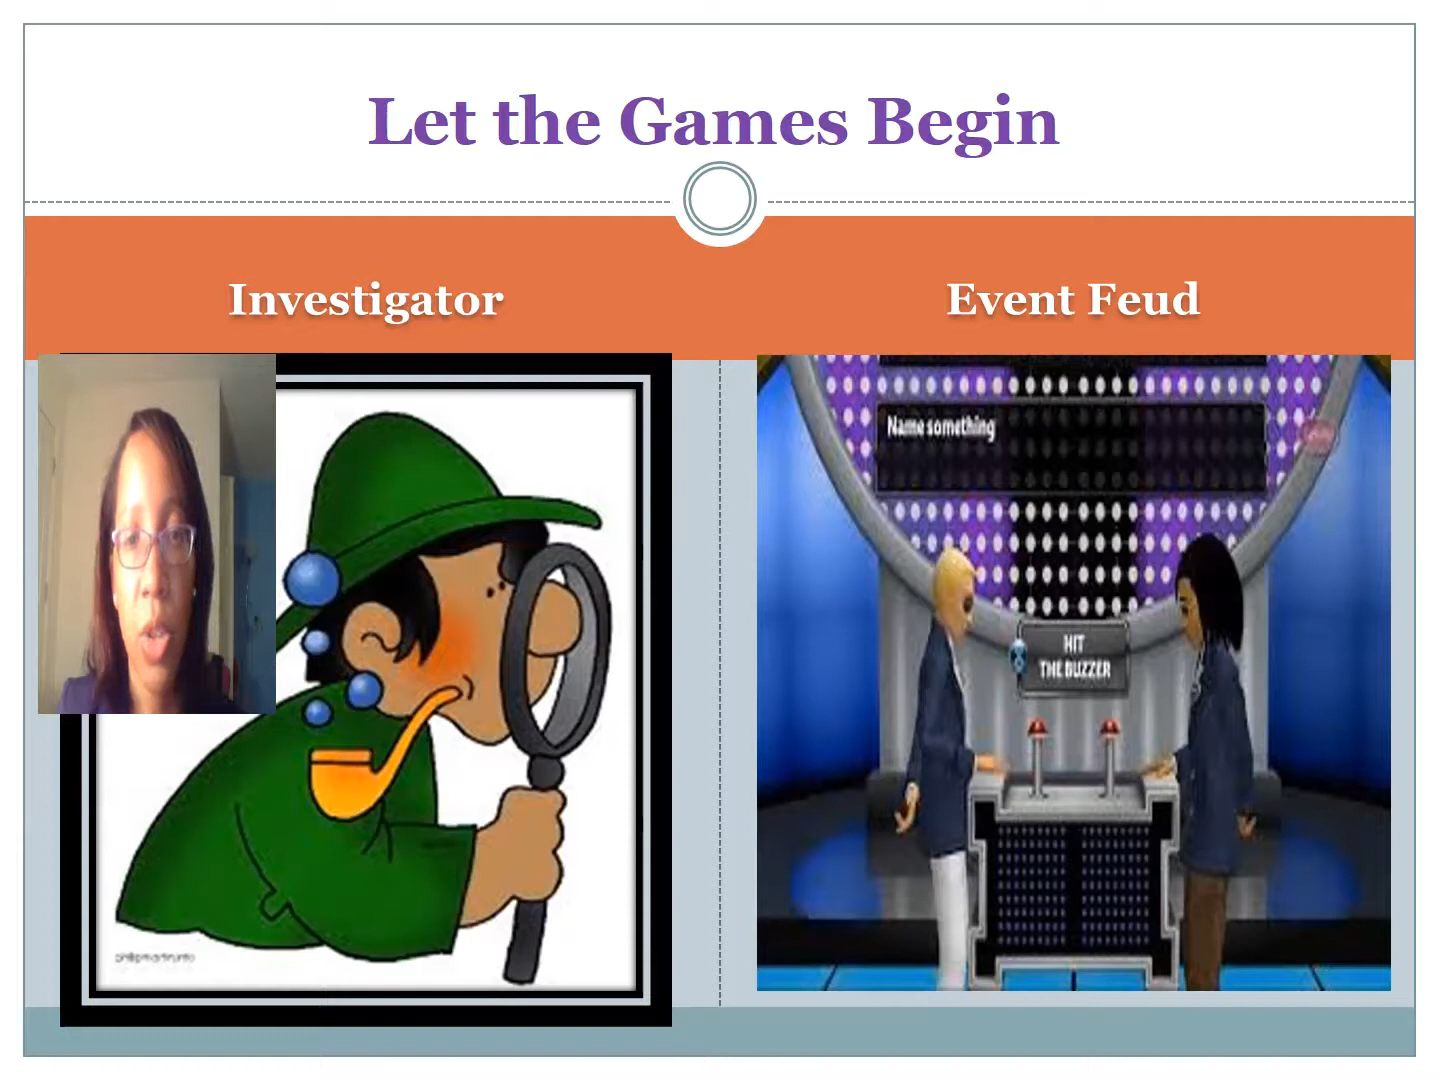 Let the Games Begin
Investigator
Event Feud
Name something
HIT
THE BUZZER